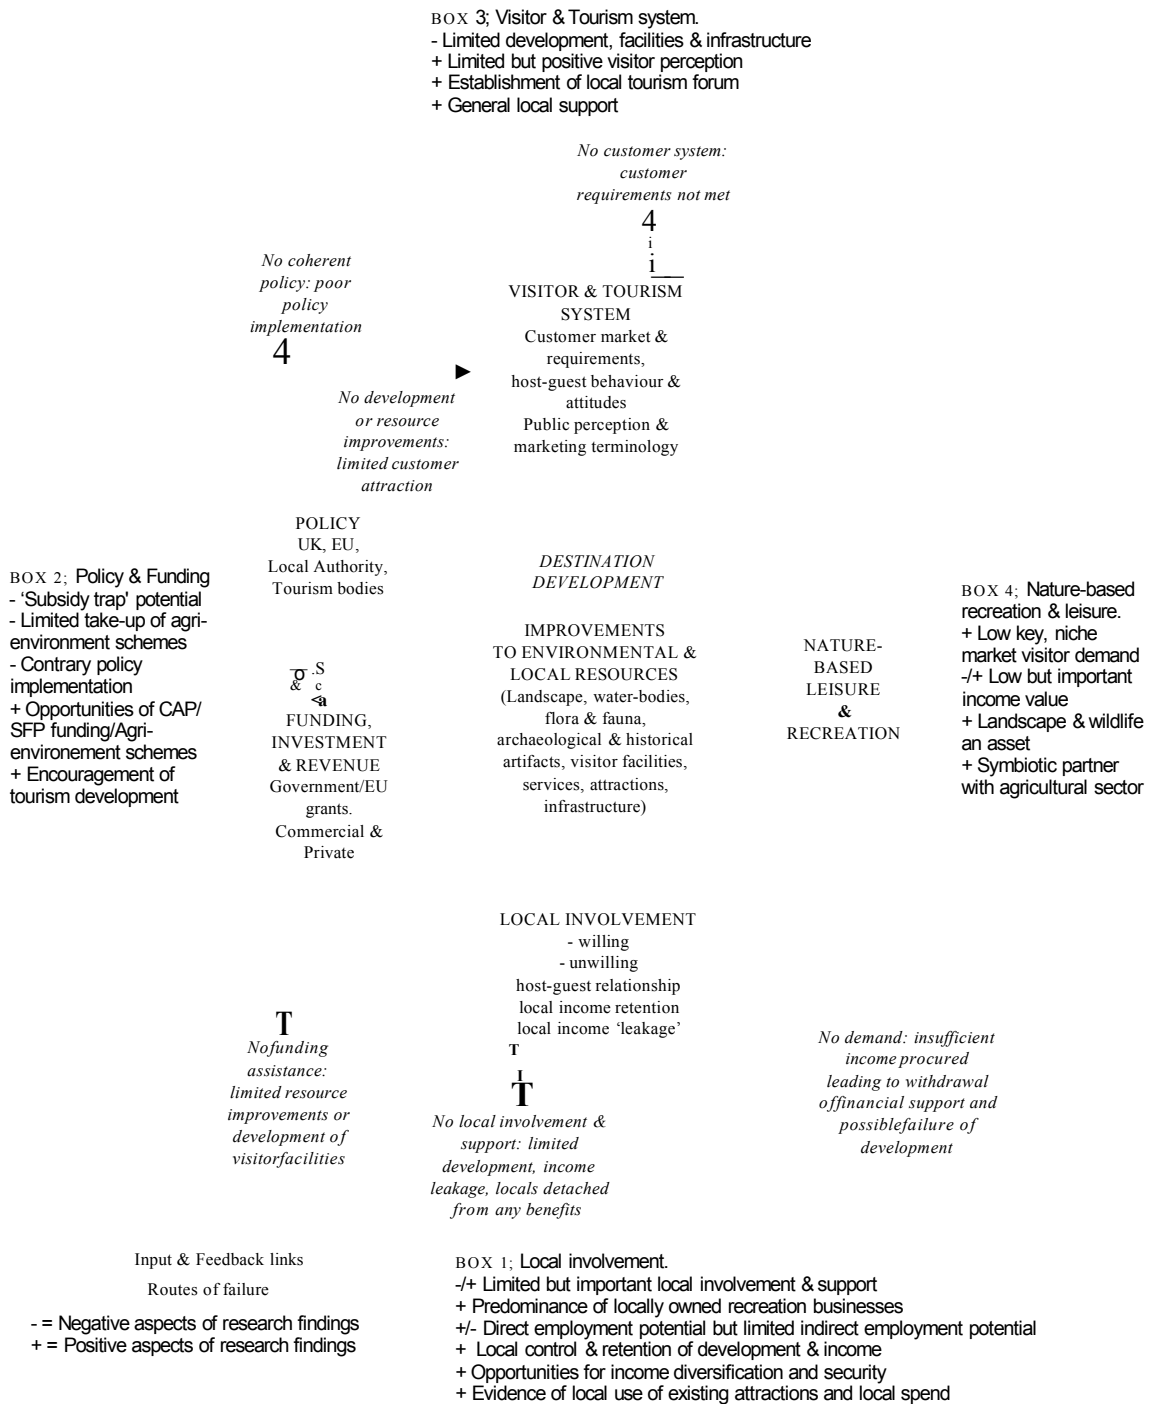 BOX 3; Visitor & Tourism system.
- Limited development, facilities & infrastructure
+ Limited but positive visitor perception
+ Establishment of local tourism forum
+ General local support
No customer system:
customer
requirements not met
4
i
i
No coherent
policy: poor
policy
implementation
4
VISITOR & TOURISM
SYSTEM
Customer market &
requirements,
host-guest behaviour &
attitudes
Public perception &
marketing terminology
►
No development
or resource
improvements:
limited customer
attraction
POLICY
UK, EU,
Local Authority,
Tourism bodies
DESTINATION
DEVELOPMENT
BOX 2; Policy & Funding
- 'Subsidy trap' potential
- Limited take-up of agri-
environment schemes
- Contrary policy
implementation
+ Opportunities of CAP/
SFP funding/Agri-
environement schemes
+ Encouragement of
tourism development
.S
& c
<a
FUNDING,
INVESTMENT
& REVENUE
Government/EU
grants.
Commercial &
Private
IMPROVEMENTS
TO ENVIRONMENTAL &
LOCAL RESOURCES
(Landscape, water-bodies,
flora & fauna,
archaeological & historical
artifacts, visitor facilities,
services, attractions,
infrastructure)
NATURE-
BASED
LEISURE
&
RECREATION
BOX 4; Nature-based
recreation & leisure.
+ Low key, niche
market visitor demand
-/+ Low but important
income value
+ Landscape & wildlife
an asset
+ Symbiotic partner
with agricultural sector
LOCAL INVOLVEMENT
- willing
- unwilling
host-guest relationship
local income retention
local income ‘leakage’
T
I
T
T
Nofunding
assistance:
limited resource
improvements or
development of
visitorfacilities
No local involvement &
support: limited
development, income
leakage, locals detached
from any benefits
No demand: insufficient
income procured
leading to withdrawal
offinancial support and
possiblefailure of
development
Input & Feedback links
Routes of failure
- = Negative aspects of research findings
+ = Positive aspects of research findings
BOX 1; Local involvement.
-/+ Limited but important local involvement & support
+ Predominance of locally owned recreation businesses
+/- Direct employment potential but limited indirect employment potential
+ Local control & retention of development & income
+ Opportunities for income diversification and security
+ Evidence of local use of existing attractions and local spend